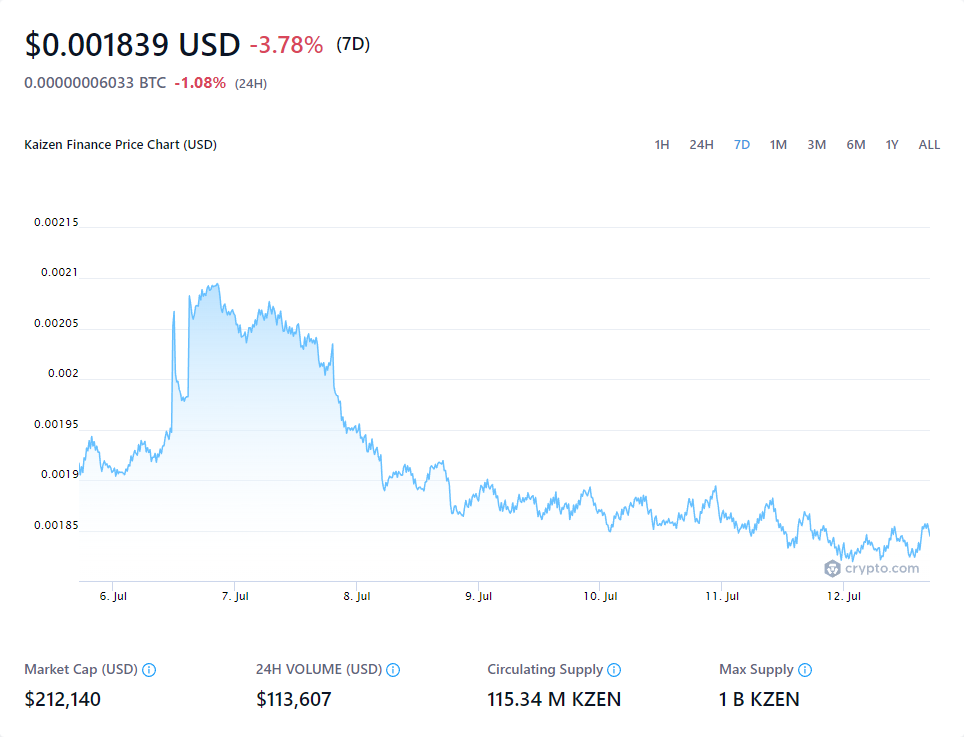 $0.001839 USD -3.78% (7D)
0.00000006033 BTC -1.08% (24H)
Kaizen Finance Price Chart (USD) 1H 24H 7D 1M 3M 6M 1Y ALL
0.00215
0.0021
0.00205
0.002
0.00195
0.0019
0.00185
crypto.com
6. Jul 7. Jul 8. Jul 9. Jul 10. Jul 11. Jul 12. Jul
Market Cap (USD) 24H VOLUME (USD) Circulating Supply Max Supply
$212,140 $113,607 115.34 M KZEN 1 B KZEN